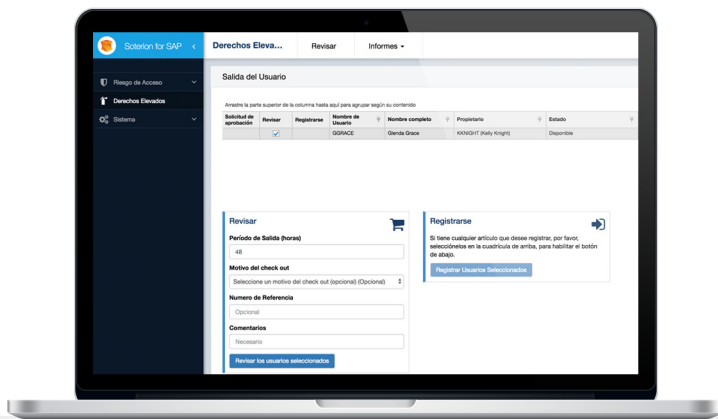 Soterion for SAP
Derechos Eleva...
Revisar
Informes
Riesgo de Acceso
Derechos Elevados
Sistema
Salida del Usuario
Arrastre la parte superior de la columna hasta aquí para agrupar según su contenido
Solicitud de aprobación Revisar Registrarse Nombre de Usuario Nombre completo Propietario Estado
GGRACE Glenda Grace KKNIGHT (Kelly Knight) Disponible
Revisar
Período de Salida (horas)
48
Motivo del check out
Seleccione un motivo del check out (opcional) (Opcional)
Numero de Referencia
Opcional
Comentarios
Necesario
Revisar los usuarios seleccionados
Registrarse
Si tiene cualquier artículo que desee registrar, por favor,
selecciónelos en la cuadrícula de arriba, para habilitar el botón
de abajo.
Registrar Usuarios Seleccionados